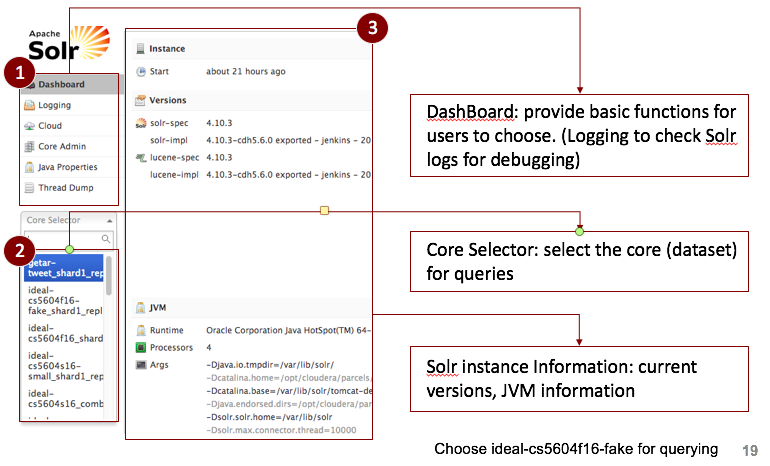 Apache
Solr
1
Dashboard
Logging
Cloud
Core Admin
Java Properties
Thread Dump
Core Selector
2
getar-
tweet_shard1_repl
ideal-
cs5604f16-
fake_shard1_repl
ideal-
cs5604f16_shard
ideal-
cs5604s16-
small_shard1_rep
ideal-
cs5604s16_comb
3
Instance
Start about 21 hours ago
Versions
solr-spec 4.10.3
solr-impl 4.10.3-cdh5.6.0 exported - jenkins - 20
lucene-spec 4.10.3
lucene-impl 4.10.3-cdh5.6.0 exported - jenkins - 20
JVM
Runtime Oracle Corporation Java HotSpot(TM) 64-
Processors 4
Args -Djava.io.tmpdir=/var/lib/solr/
-Dcatalina.home=/opt/cloudera/parcels/
-Dcatalina.base=/var/lib/solr/tomcat-de
-Djava.endorsed.dirs=/opt/cloudera/par
-Dsolr.solr.home=/var/lib/solr
-Dsolr.max.connector.thread=10000
DashBoard: provide basic functions for
users to choose. (Logging to check Solr
logs for debugging)
Core Selector: select the core (dataset)
for queries
Solr instance Information: current
versions, JVM information
Choose ideal-cs5604f16-fake for querying
19